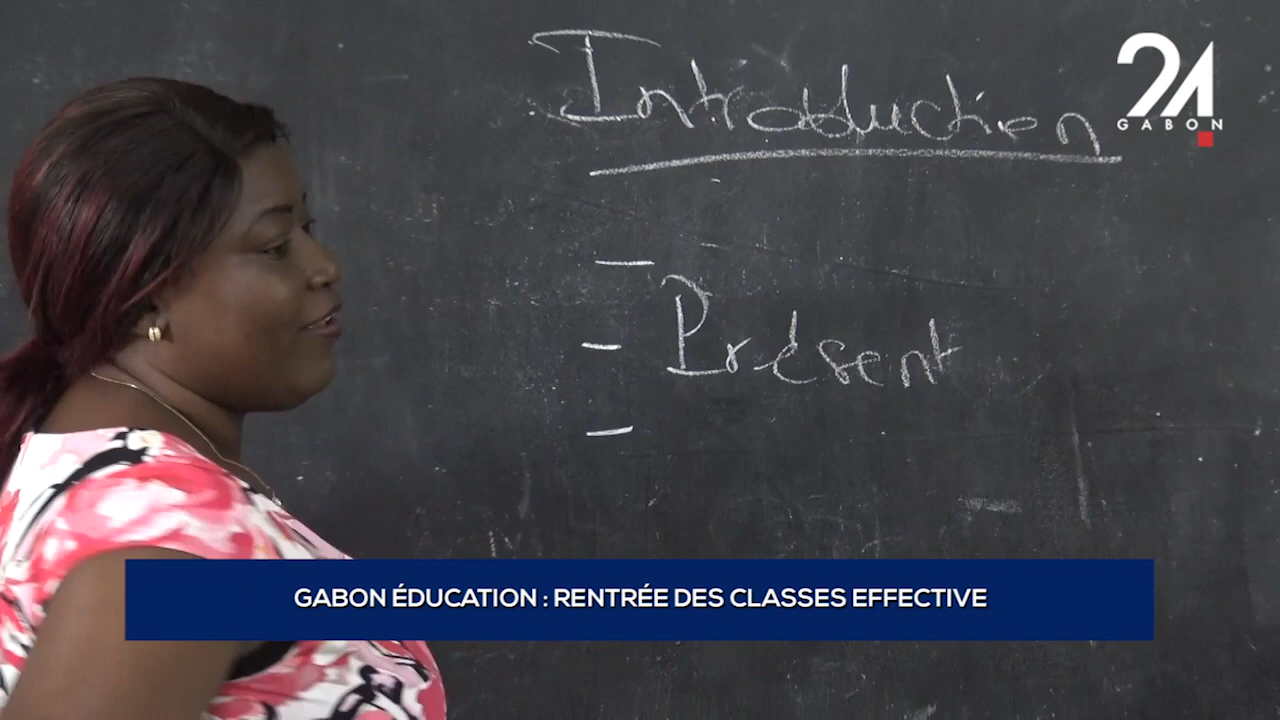 Introduction
24
GABON
-
- Présent
-
GABON ÉDUCATION : RENTRÉE DES CLASSES EFFECTIVE